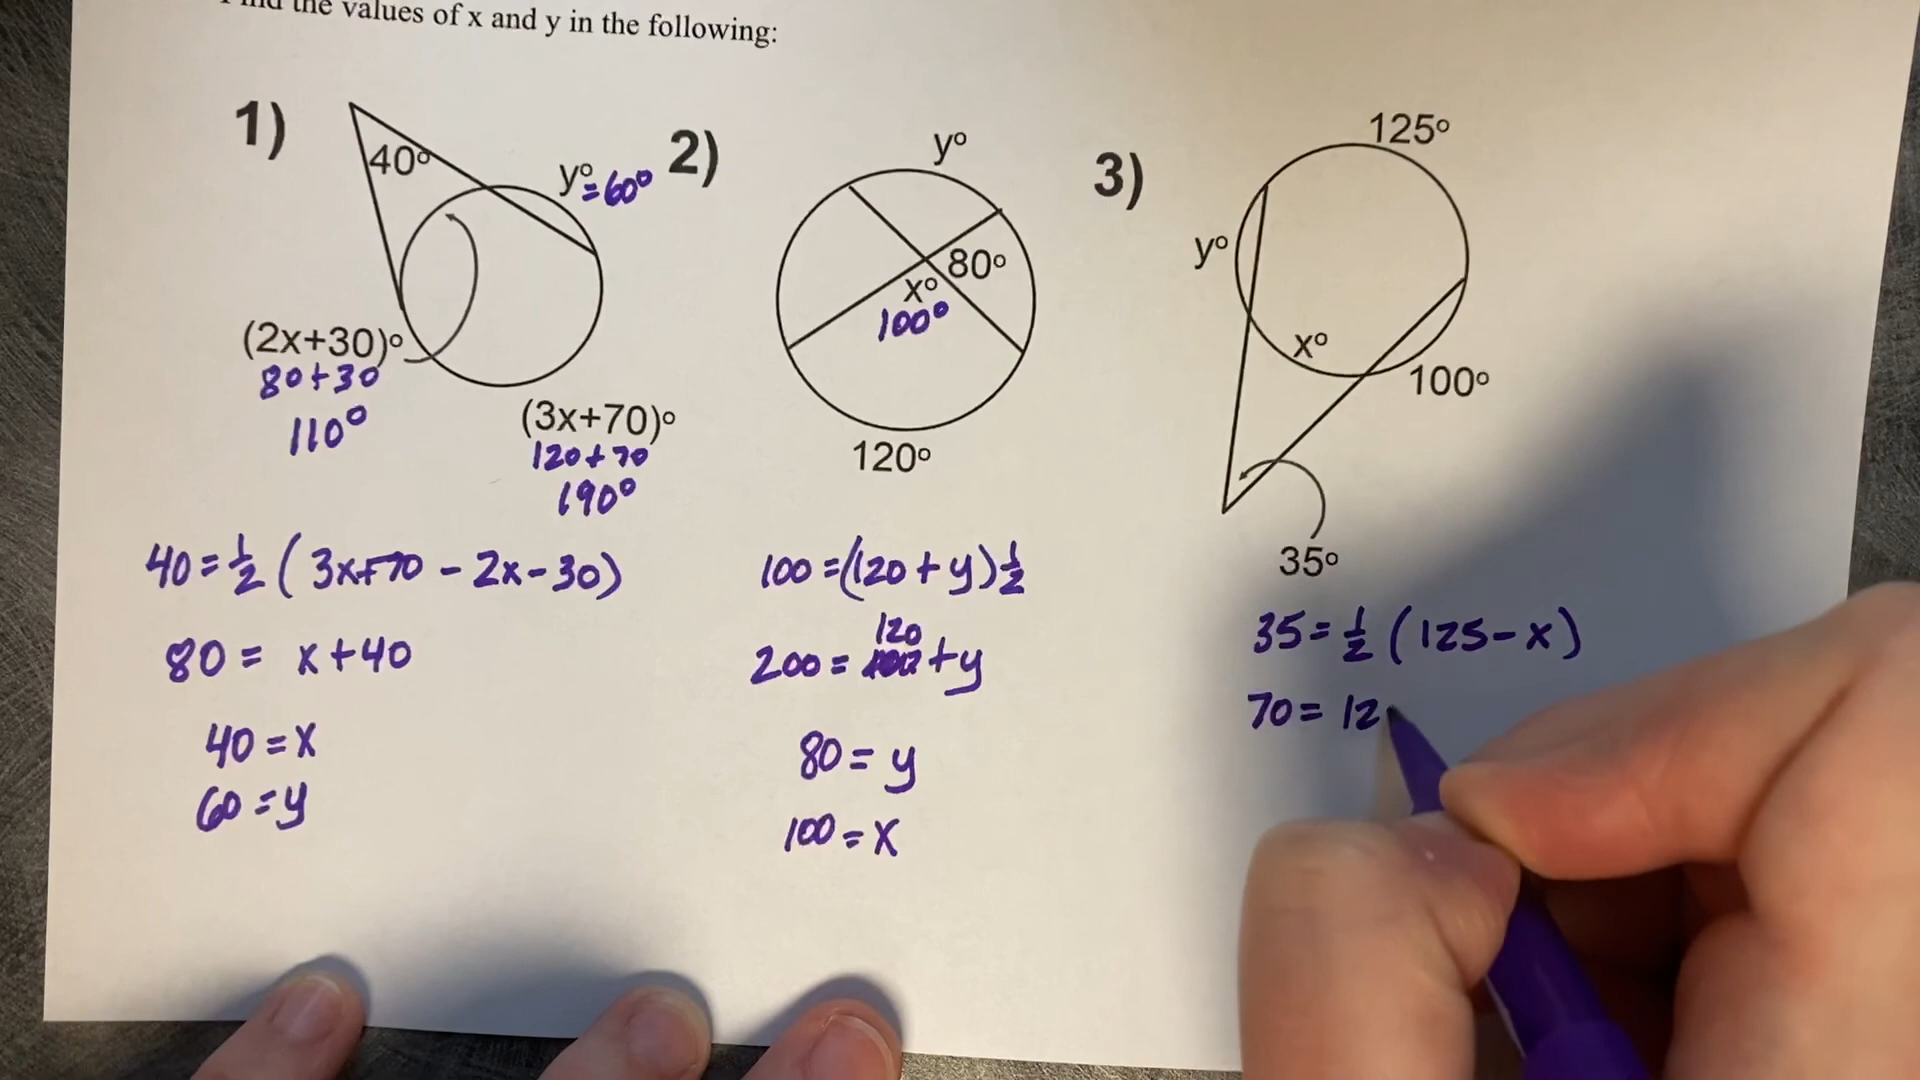 the values of x and y in the following:
1)
40°
y° = 60°
(2x+30)°
80+30
110°
(3x+70)°
120+70
190°
40 = 1/2 (3x+70 - 2x - 30)
80 = x+40
40 = x
60 = y
2)
y°
80°
x°
100°
120°
100 = (120 + y) 1/2
120
200 = + y
80 = y
100 = x
3)
125°
y°
x°
100°
35°
35 = 1/2 (125 - x)
70 = 12